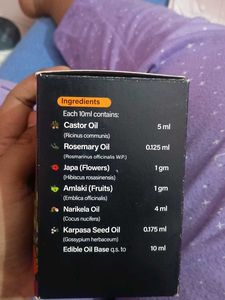 Ingredients
Each 10ml contains:
Castor Oil 5 ml
(Ricinus communis)
Rosemary Oil 0.125 ml
(Rosmarinus officinalis W.P.)
Japa (Flowers) 1 gm
(Hibiscus rosasinensis)
Amlaki (Fruits) 1 gm
(Emblica officinalis)
Narikela Oil 4 ml
(Cocus nucifera)
Karpasa Seed Oil 0.175 ml
(Gossypium herbaceum)
Edible Oil Base q.s. to 10 ml